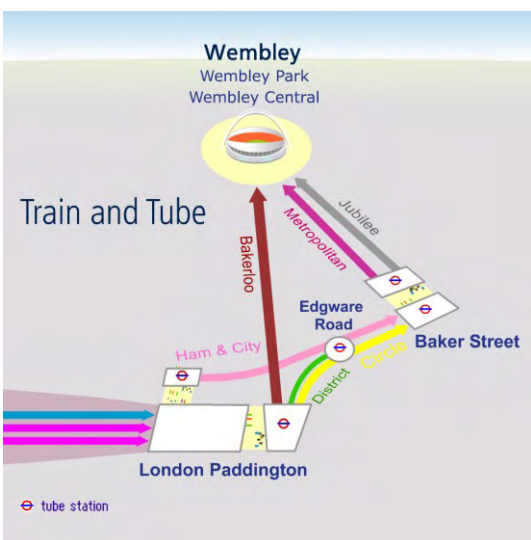 Wembley
Wembley Park
Wembley Central
Train and Tube
Bakerloo
Metropolitan
Jubilee
Edgware
Road
Baker Street
Ham & City
Circle
District
London Paddington
tube station